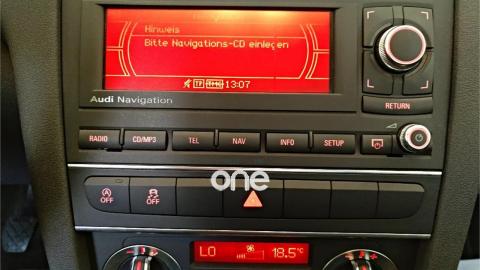 Hinweis
Bitte Navigations-CD einlegen
TP TMC 13:07
Audi Navigation
RETURN
RADIO CD/MP3 TEL NAV INFO SETUP
one
OFF OFF
LO 18.5°C